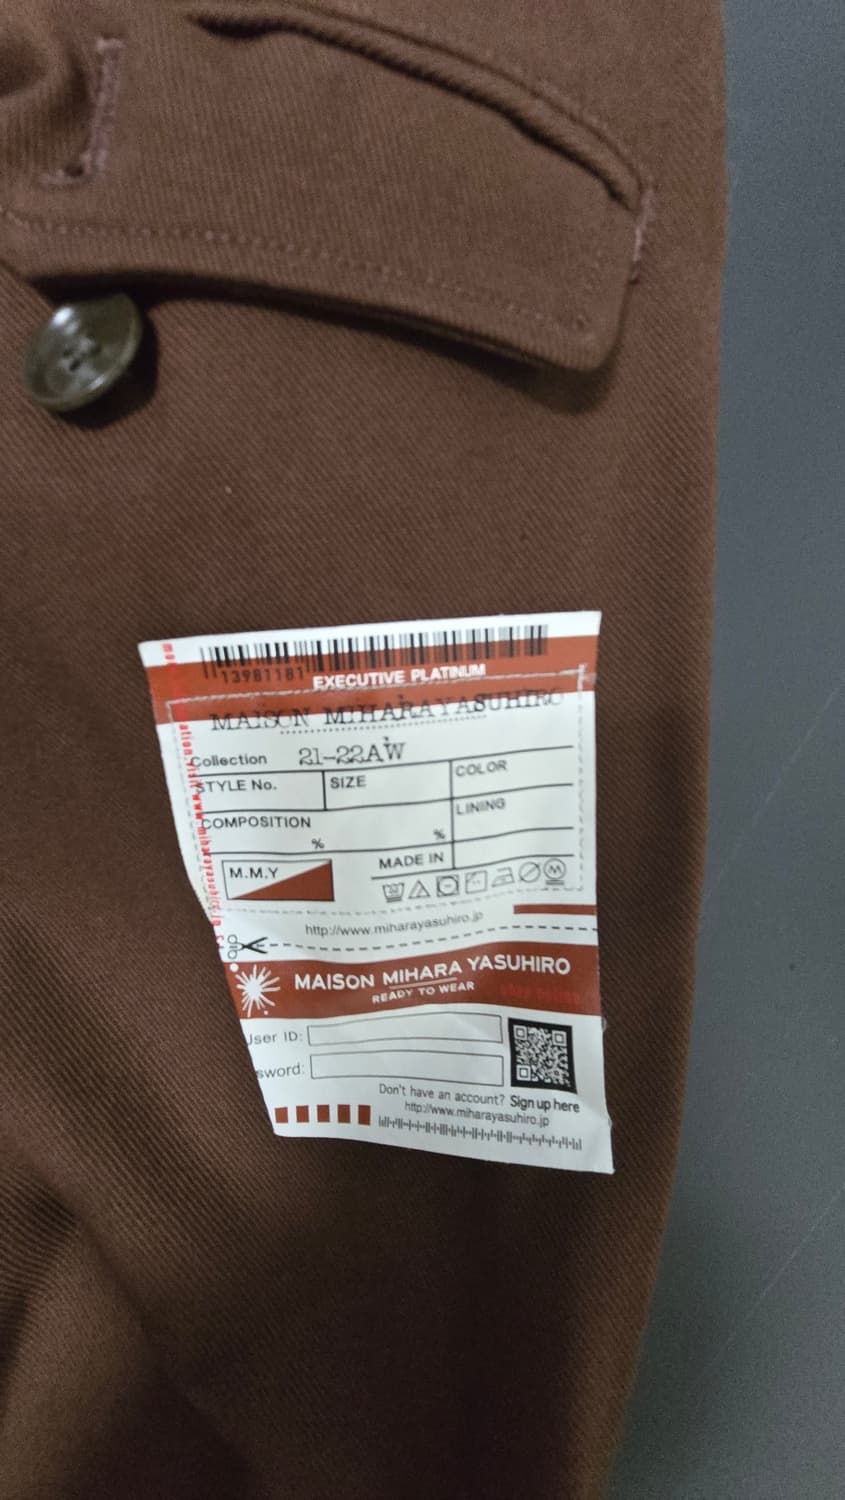 13981181
EXECUTIVE PLATINUM
MAISON MIHARAYASUHIRO
Collection 21-22AW
STYLE No. SIZE COLOR
COMPOSITION LINING
% %
M.M.Y MADE IN
http://www.miharayasuhiro.jp
MAISON MIHARA YASUHIRO
READY TO WEAR
User ID:
sword:
Don't have an account? Sign up here
http://www.miharayasuhiro.jp